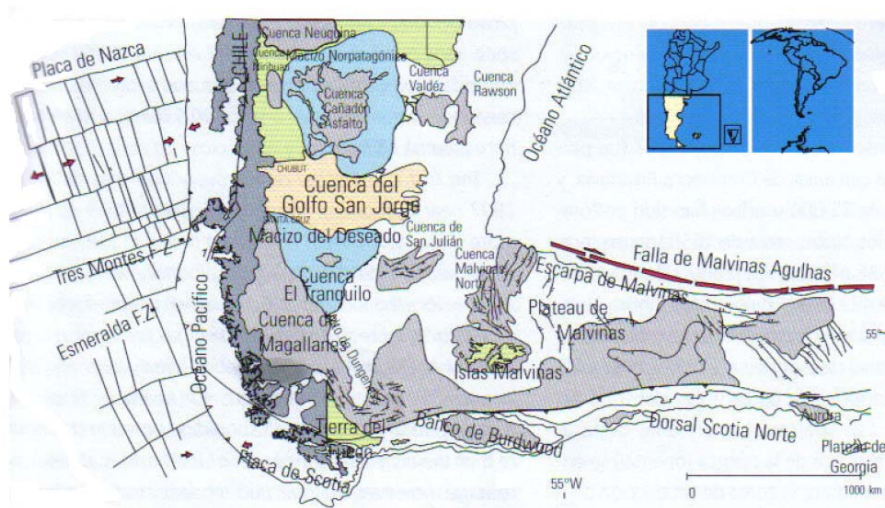 Placa de Nazca
CHILE
Cuenca Neuquina
Cuenca
Ñirihuau
Macizo Norpatagónico
Cuenca
Cañadón
Asfalto
Cuenca
Valdéz
Cuenca
Rawson
Océano Atlántico
CHUBUT
Cuenca del
Golfo San Jorge
SANTA CRUZ
Macizo del Deseado
Cuenca de
San Julián
Cuenca
El Tranquilo
Cuenca
Malvinas
Norte
Falla de Malvinas Agulhas
Escarpa de Malvinas
Plateau de
Malvinas
Tres Montes F-Z
Esmeralda FZ
Océano Pacífico
Cuenca de
Magallanes
Islas Malvinas
55°
Tierra del
Fuego
Banco de Burdwood
Dorsal Scotia Norte
Aurora
Plateau de
Georgia
Placa de Scotia
55°W
0
1000 km